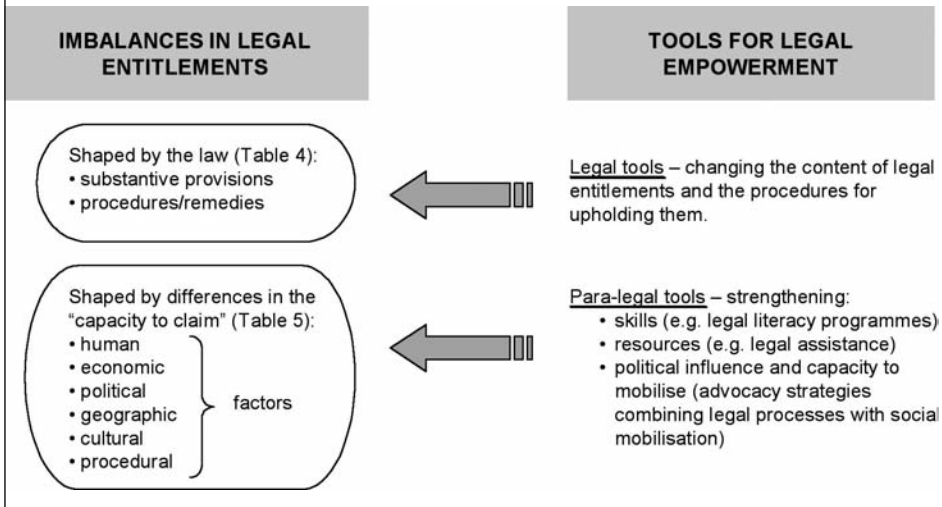 IMBALANCES IN LEGAL
ENTITLEMENTS
Shaped by the law (Table 4):
• substantive provisions
• procedures/remedies
Shaped by differences in the
“capacity to claim” (Table 5):
• human
• economic
• political
• geographic
• cultural
• procedural
factors
TOOLS FOR LEGAL
EMPOWERMENT
Legal tools – changing the content of legal
entitlements and the procedures for
upholding them.
Para-legal tools – strengthening:
• skills (e.g. legal literacy programmes)
• resources (e.g. legal assistance)
• political influence and capacity to
mobilise (advocacy strategies
combining legal processes with social
mobilisation)